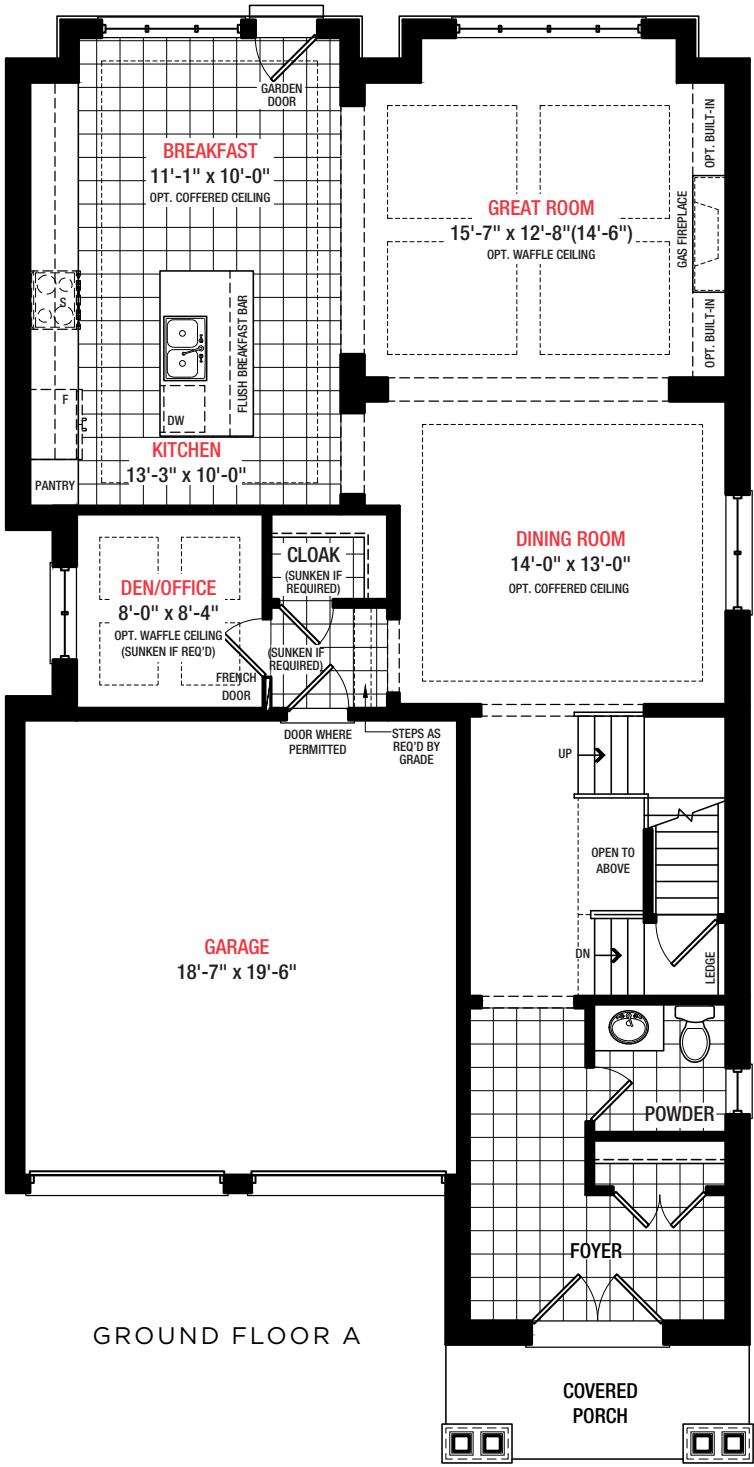 GARDEN
DOOR
BREAKFAST
11'-1" x 10'-0"
OPT. COFFERED CEILING
GREAT ROOM
15'-7" x 12'-8"(14'-6")
OPT. WAFFLE CEILING
OPT. BUILT-IN
GAS FIREPLACE
OPT. BUILT-IN
S
FLUSH BREAKFAST BAR
F
DW
KITCHEN
13'-3" x 10'-0"
PANTRY
DINING ROOM
14'-0" x 13'-0"
OPT. COFFERED CEILING
CLOAK
(SUNKEN IF
REQUIRED)
DEN/OFFICE
8'-0" x 8'-4"
OPT. WAFFLE CEILING
(SUNKEN IF REQ'D)
(SUNKEN IF
REQUIRED)
FRENCH
DOOR
DOOR WHERE
PERMITTED
STEPS AS
REQ'D BY
GRADE
UP
OPEN TO
ABOVE
DN
LEDGE
GARAGE
18'-7" x 19'-6"
POWDER
FOYER
GROUND FLOOR A
COVERED
PORCH